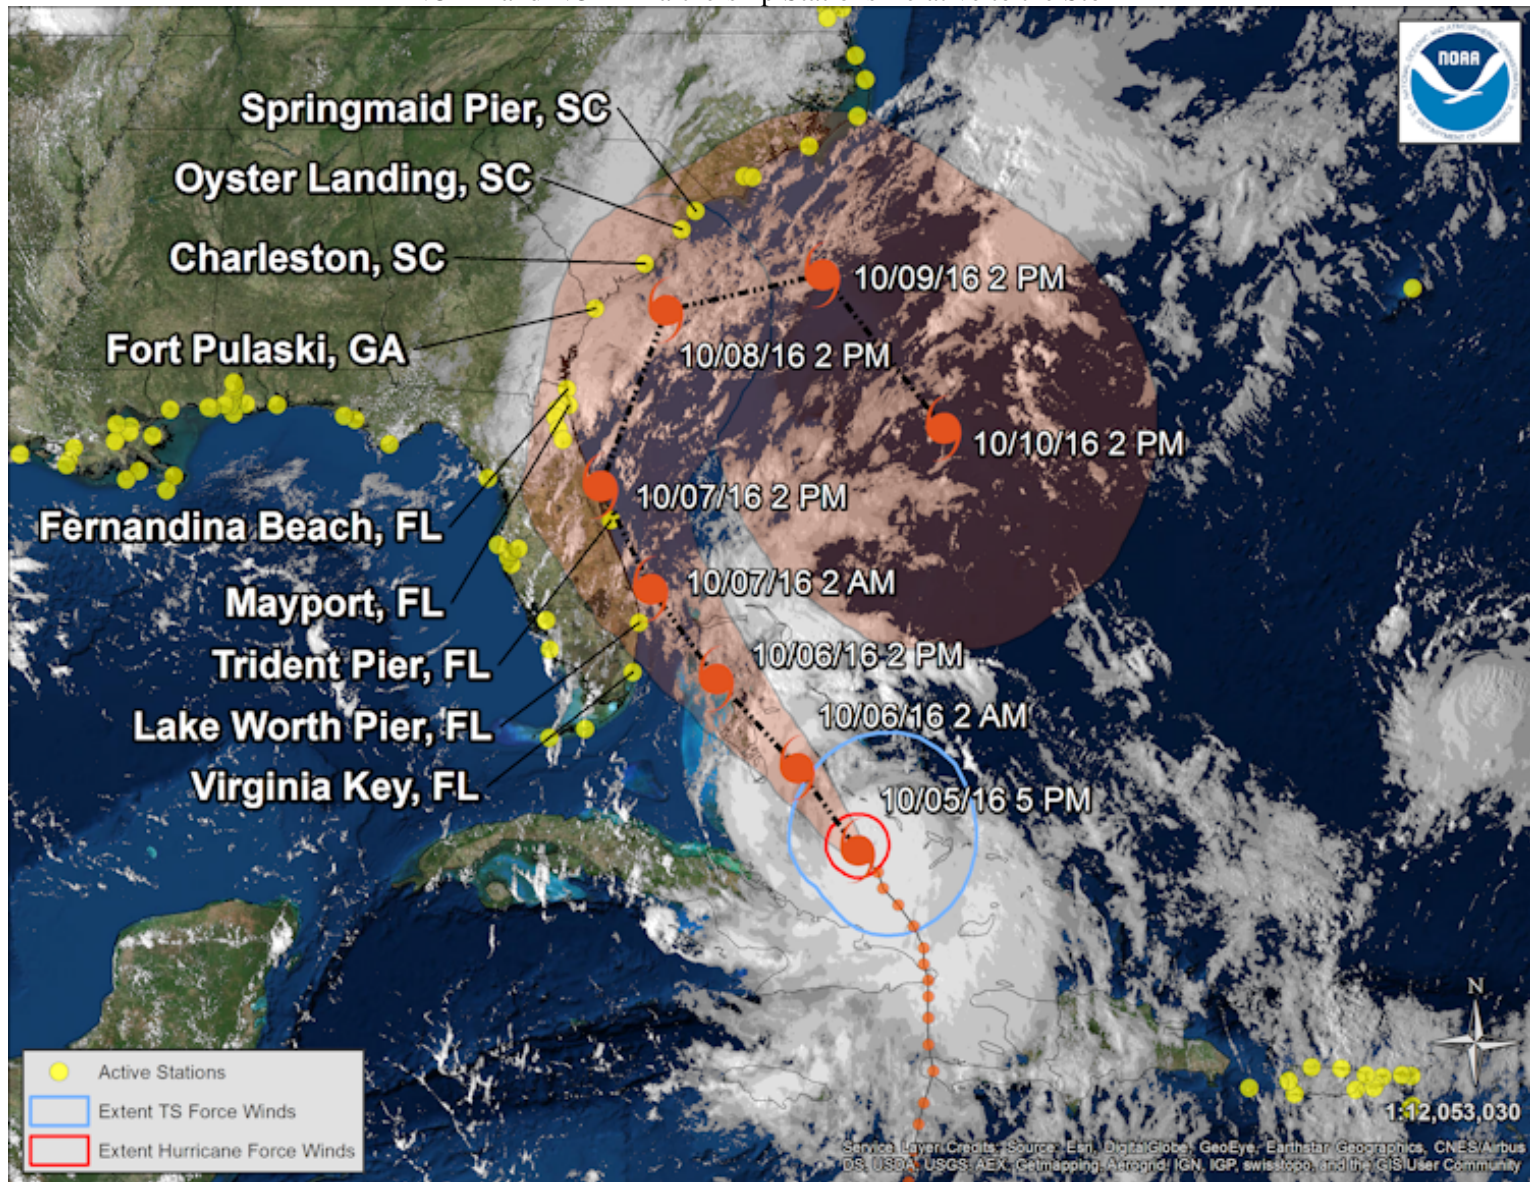 NOAA
Springmaid Pier, SC
Oyster Landing, SC
Charleston, SC
10/09/16 2 PM
Fort Pulaski, GA
10/08/16 2 PM
10/10/16 2 PM
10/07/16 2 PM
Fernandina Beach, FL
10/07/16 2 AM
Mayport, FL
Trident Pier, FL
10/06/16 2 PM
Lake Worth Pier, FL
10/06/16 2 AM
Virginia Key, FL
10/05/16 5 PM
N
Active Stations
Extent TS Force Winds
Extent Hurricane Force Winds
1:12,053,030
Service Layer Credits: Source: Esri, DigitalGlobe, GeoEye, Earthstar Geographics, CNES/Airbus
DS, USDA, USGS, AEX, Getmapping, Aerogrid, IGN, IGP, swisstopo, and the GIS User Community